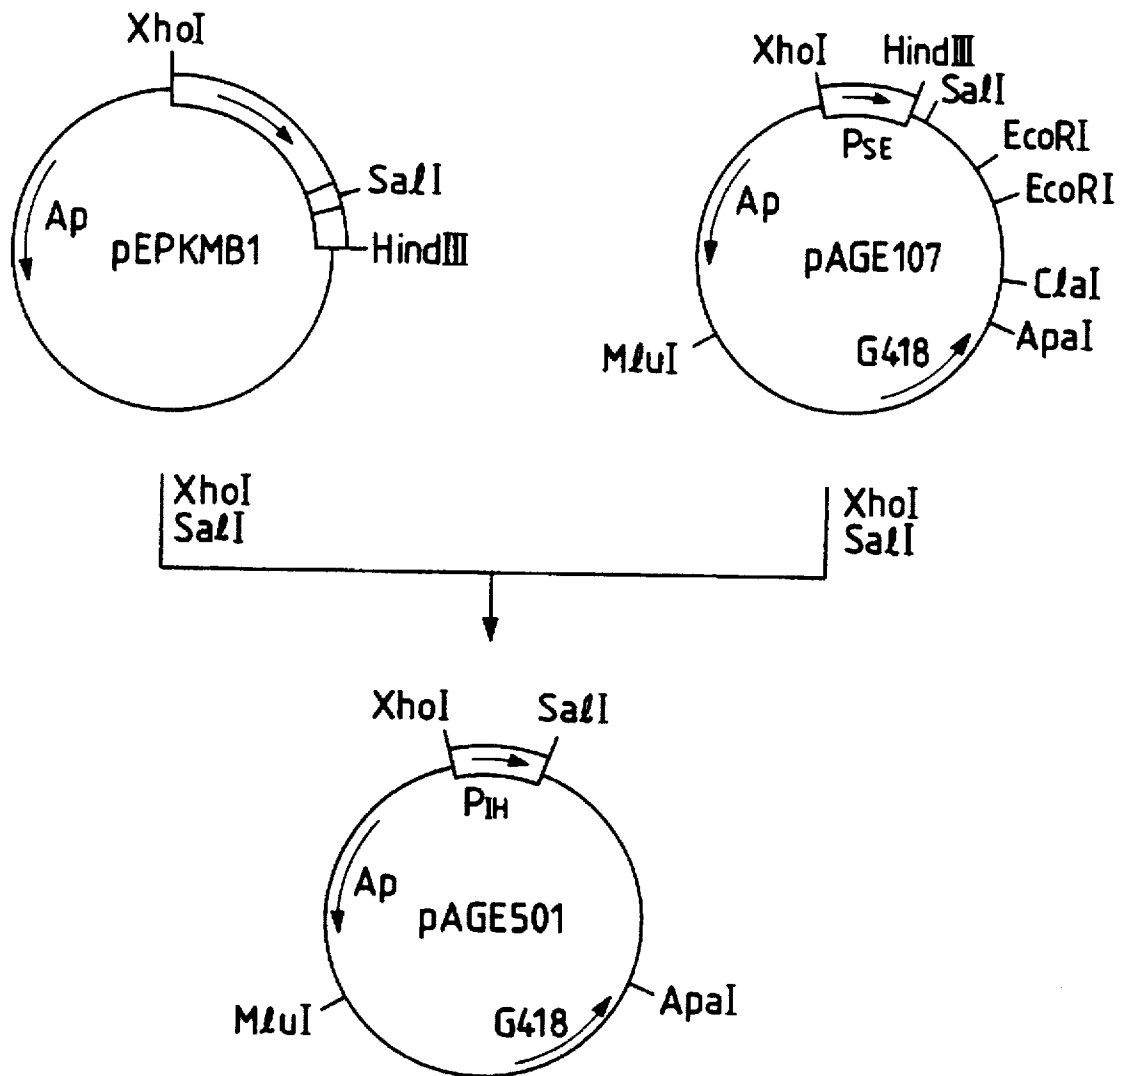 XhoI
SalI
HindIII
Ap
pEPKMB1
XhoI
HindIII
SalI
EcoRI
EcoRI
PSE
Ap
pAGE107
ClaI
ApaI
G418
MluI
XhoI
SalI
XhoI
SalI
XhoI
SalI
PIH
Ap
pAGE501
MluI
G418
ApaI